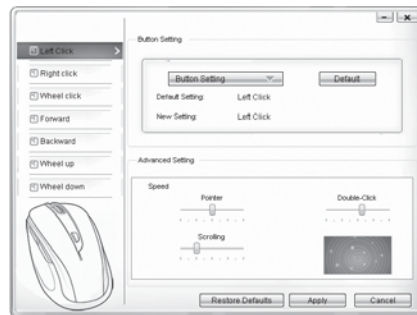 Left Click
Right click
Wheel click
Forward
Backward
Wheel up
Wheel down
Button Setting
Button Setting
Default
Default Setting: Left Click
New Setting: Left Click
Advanced Setting
Speed
Pointer
Double-Click
Scrolling
Restore Defaults
Apply
Cancel